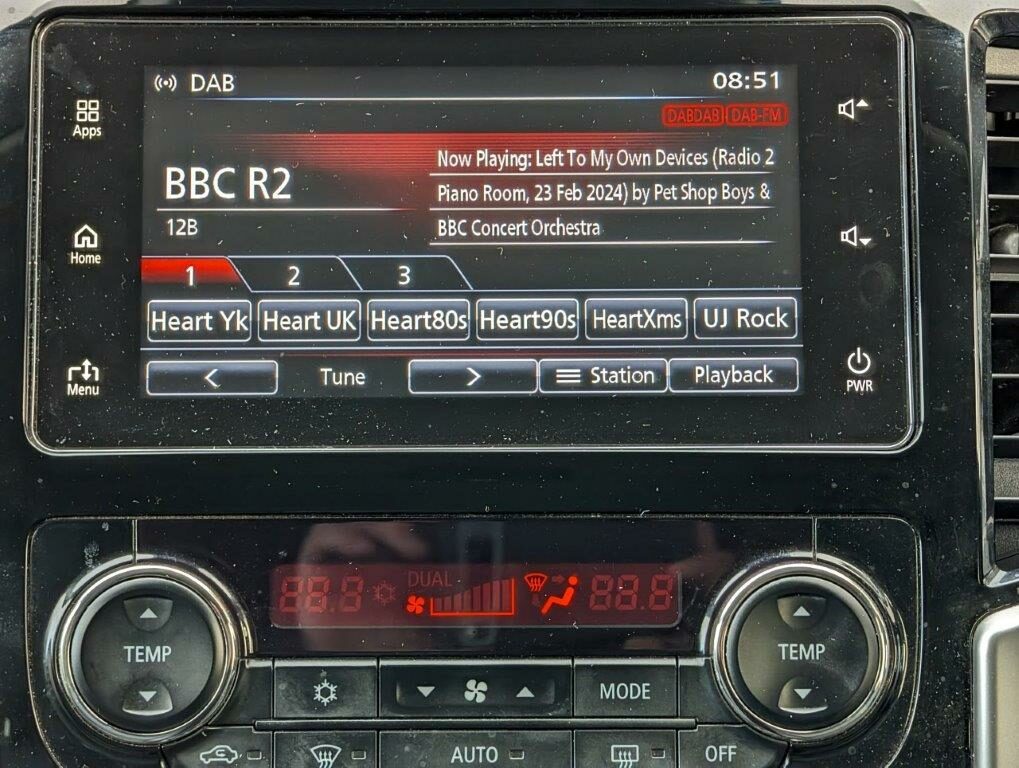 DAB
08:51
DABDAB DAB-FM
Apps
BBC R2
Now Playing: Left To My Own Devices (Radio 2
Piano Room, 23 Feb 2024) by Pet Shop Boys &
12B
BBC Concert Orchestra
Home
1 2 3
Heart Yk Heart UK Heart80s Heart90s HeartXms UJ Rock
Menu
< Tune > Station Playback
PWR
88.8 DUAL 88.8
TEMP
TEMP
MODE
AUTO
OFF